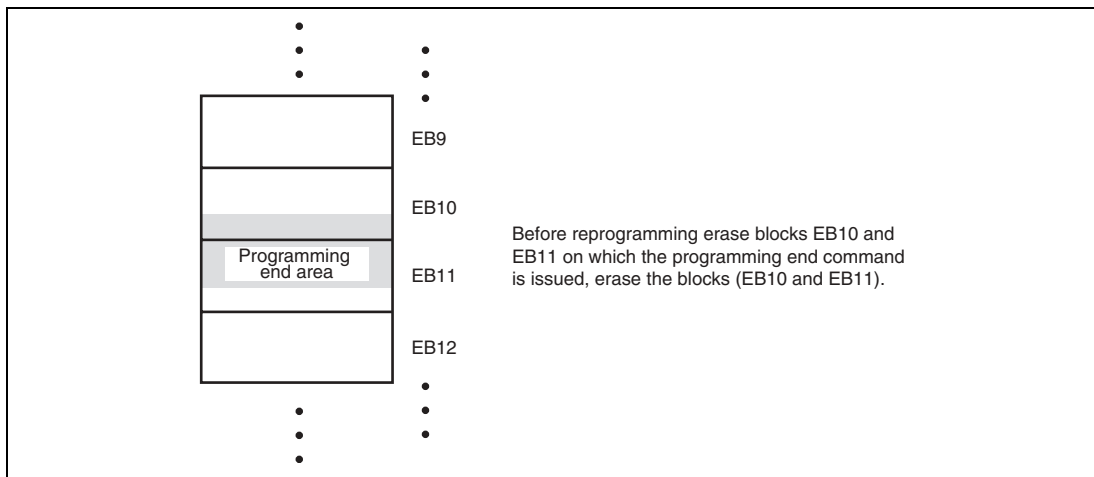 EB9
EB10
Programming
end area
EB11
EB12
Before reprogramming erase blocks EB10 and
EB11 on which the programming end command
is issued, erase the blocks (EB10 and EB11).